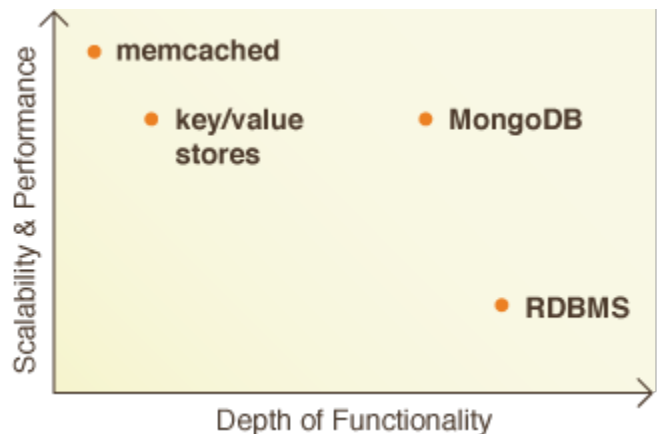 Scalability & Performance
memcached
key/value
stores
MongoDB
RDBMS
Depth of Functionality